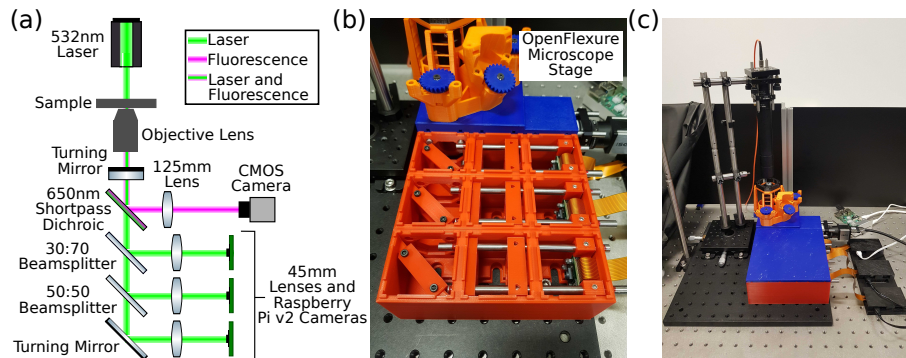 (a)
532nm
Laser
Laser
Fluorescence
Laser and
Fluorescence
Sample
Objective Lens
Turning
Mirror
125mm
Lens
CMOS
Camera
650nm
Shortpass
Dichroic
30:70
Beamsplitter
50:50
Beamsplitter
Turning Mirror
45mm
Lenses and
Raspberry
Pi v2 Cameras
(b)
OpenFlexure
Microscope
Stage
(c)